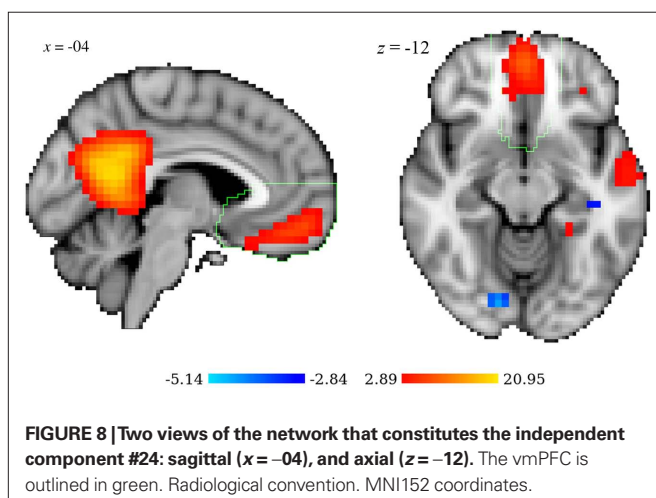 x = -04
z = -12
-5.14 -2.84 2.89 20.95
FIGURE 8 | Two views of the network that constitutes the independent
component #24: sagittal (x = –04), and axial (z = –12). The vmPFC is
outlined in green. Radiological convention. MNI152 coordinates.